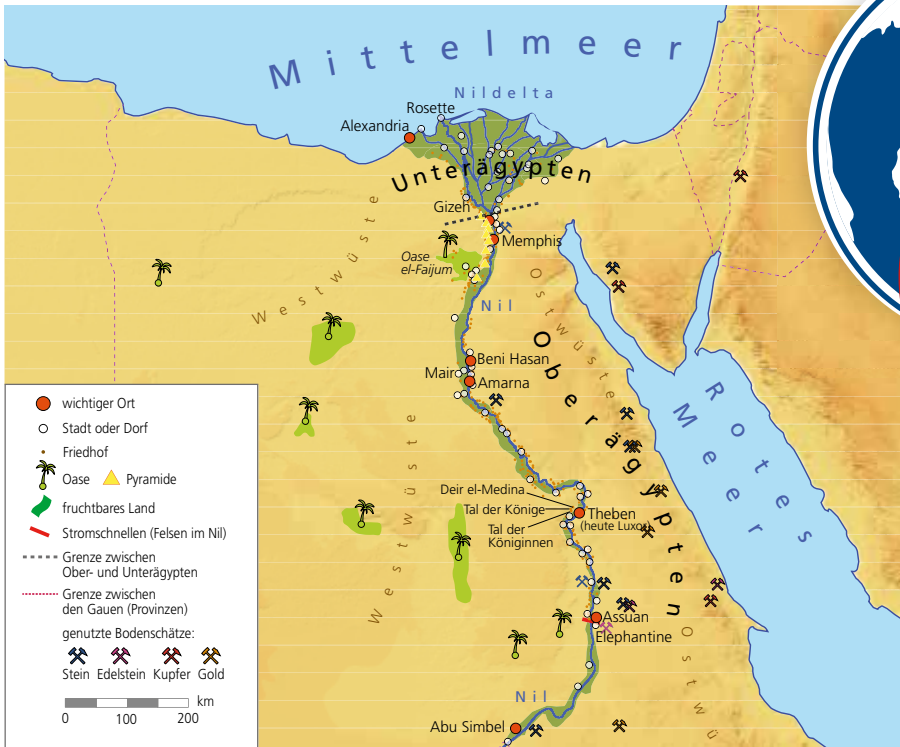 Mittelmeer
Nildelta
Rosette
Alexandria
Unterägypten
Gizeh
Memphis
Oase
el-Faijum
Westwüste
Ostwüste
Nil
Oberägypten
Rotes
Meer
Beni Hasan
Mair
Amarna
Westwüste
Deir el-Medina
Tal der Könige
Theben
(heute Luxor)
Tal der
Königinnen
Assuan
Elephantine
Ostwü
Nil
Abu Simbel
wichtiger Ort
Stadt oder Dorf
Friedhof
Oase Pyramide
fruchtbares Land
Stromschnellen (Felsen im Nil)
Grenze zwischen
Ober- und Unterägypten
Grenze zwischen
den Gauen (Provinzen)
genutzte Bodenschätze:
Stein Edelstein Kupfer Gold
km
0 100 200